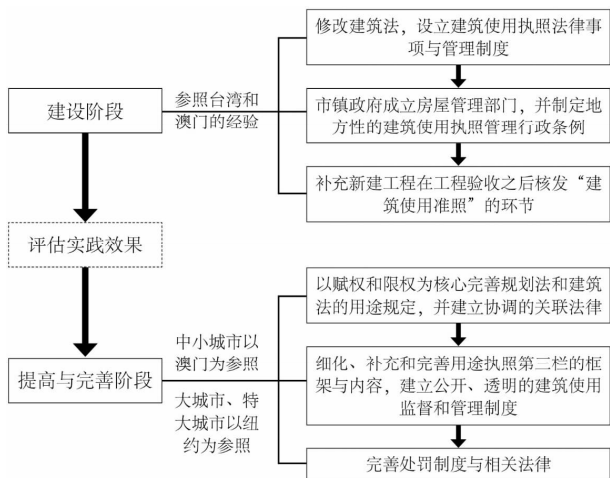 修改建筑法，设立建筑使用执照法律事
项与管理制度
建设阶段
参照台湾和
澳门的经验
市镇政府成立房屋管理部门，并制定地
方性的建筑使用执照管理行政条例
补充新建工程在工程验收之后核发“建
筑使用准照”的环节
评估实践效果
以赋权和限权为核心完善规划法和建筑
法的用途规定，并建立协调的关联法律
中小城市以
澳门为参照
提高与完善阶段
大城市、特
大城市以纽
约为参照
细化、补充和完善用途执照第三栏的框
架与内容，建立公开、透明的建筑使用
监督和管理制度
完善处罚制度与相关法律